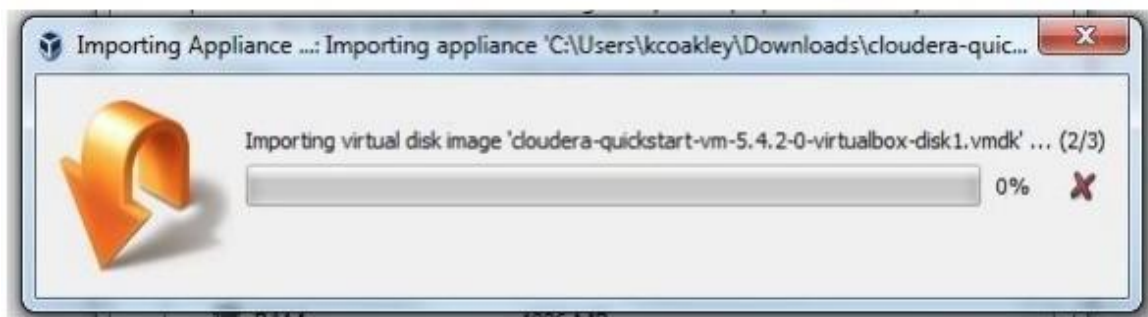 Importing Appliance ...: Importing appliance 'C:\Users\kcoakley\Downloads\cloudera-quic...
Importing virtual disk image 'cloudera-quickstart-vm-5.4.2-0-virtualbox-disk1.vmdk' ... (2/3)
0%